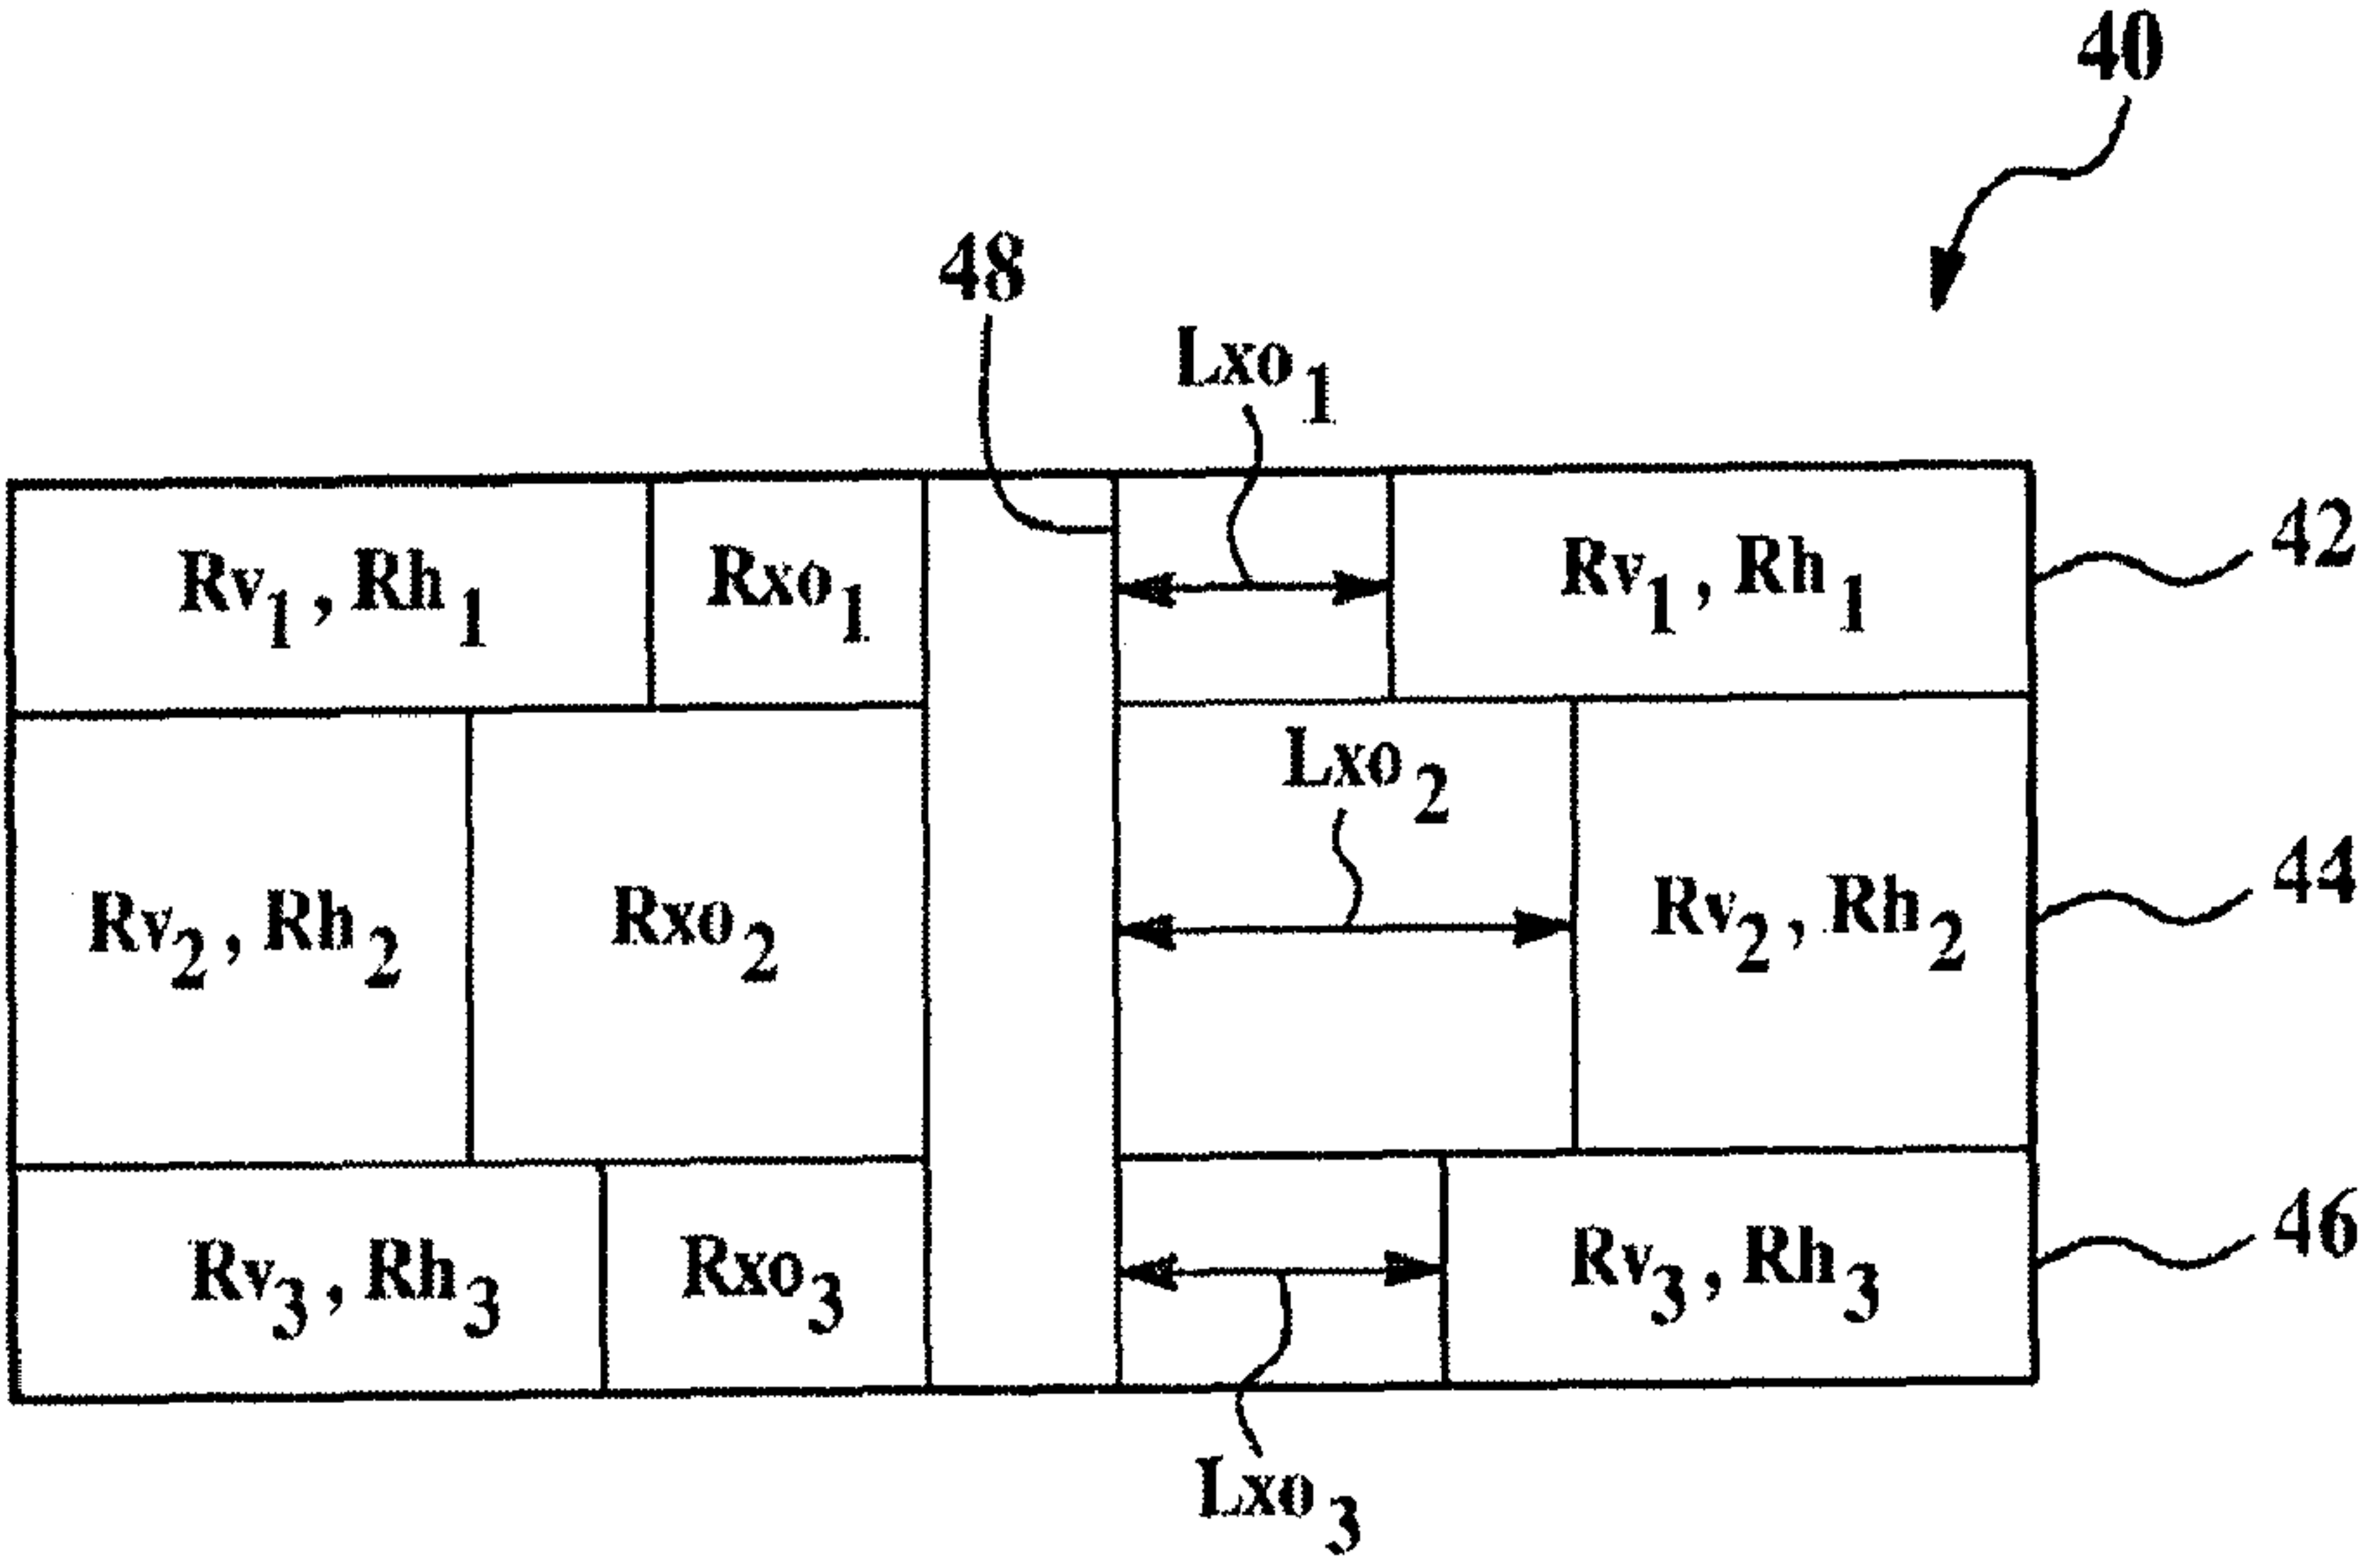 40
48
Lxo1
Rv1, Rh1 Rxo1 Rv1, Rh1 42
Lxo2
Rv2, Rh2 Rxo2 Rv2, Rh2 44
Rv3, Rh3 Rxo3 Rv3, Rh3 46
Lxo3